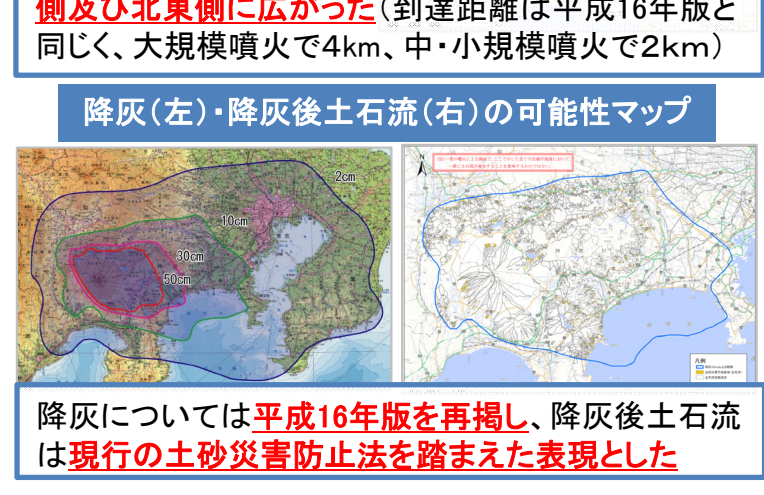 側及び北東側に広がった(到達距離は平成16年版と
同じく、大規模噴火で4km、中・小規模噴火で2km)
降灰(左)・降灰後土石流(右)の可能性マップ
2cm
10cm
30cm
50cm
N
凡例
降灰については平成16年版を再掲し、降灰後土石流
は現行の土砂災害防止法を踏まえた表現とした